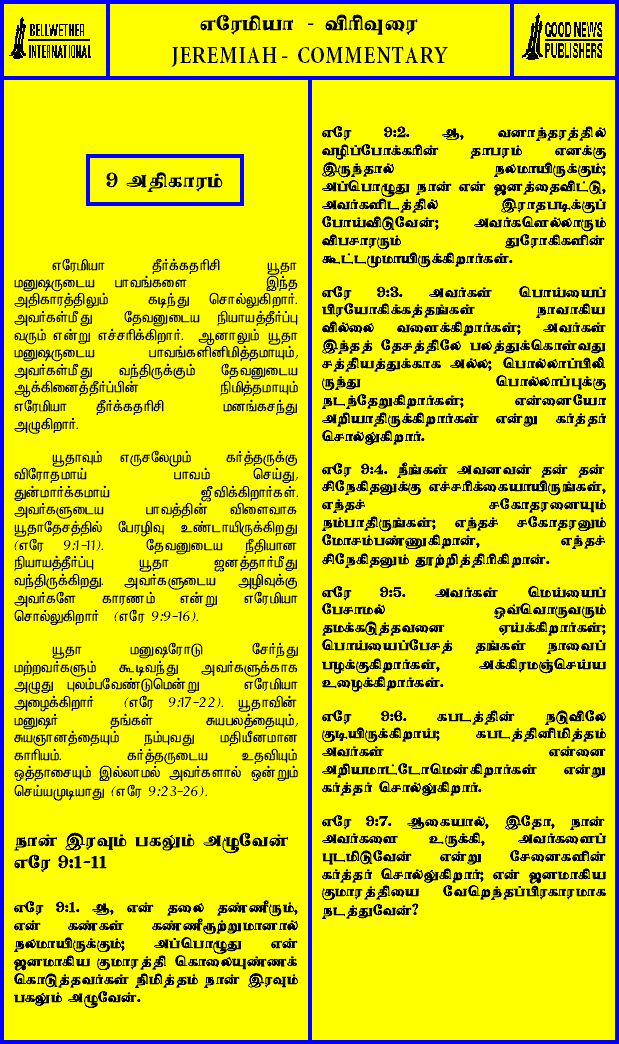 BELLWETHER
INTERNATIONAL
எரேமியா - விரிவுரை
JEREMIAH - COMMENTARY
GOOD NEWS
PUBLISHERS
9 அதிகாரம்
எரேமியா தீர்க்கதரிசி யூதா
மனுஷருடைய பாவங்களை இந்த
அதிகாரத்திலும் கடிந்து சொல்லுகிறார்.
அவர்கள்மீது தேவனுடைய நியாயத்தீர்ப்பு
வரும் என்று எச்சரிக்கிறார். ஆனாலும் யூதா
மனுஷருடைய பாவங்களினிமித்தமாயும்,
அவர்கள்மீது வந்திருக்கும் தேவனுடைய
ஆக்கினைத்தீர்ப்பின் நிமித்தமாயும்
எரேமியா தீர்க்கதரிசி மனங்கசந்து
அழுகிறார்.
யூதாவும் எருசலேமும் கர்த்தருக்கு
விரோதமாய் பாவம் செய்து,
துன்மார்க்கமாய் ஜீவிக்கிறார்கள்.
அவர்களுடைய பாவத்தின் விளைவாக
யூதாதேசத்தில் பேரழிவு உண்டாயிருக்கிறது
(எரே 9:1-11). தேவனுடைய நீதியான
நியாயத்தீர்ப்பு யூதா ஜனத்தார்மீது
வந்திருக்கிறது. அவர்களுடைய அழிவுக்கு
அவர்களே காரணம் என்று எரேமியா
சொல்லுகிறார் (எரே 9:9-16).
யூதா மனுஷரோடு சேர்ந்து
மற்றவர்களும் கூடிவந்து அவர்களுக்காக
அழுது புலம்பவேண்டுமென்று எரேமியா
அழைக்கிறார் (எரே 9:17-22). யூதாவின்
மனுஷர் தங்கள் சுயபலத்தையும்,
சுயஞானத்தையும் நம்புவது மதியீனமான
காரியம். கர்த்தருடைய உதவியும்
ஒத்தாசையும் இல்லாமல் அவர்களால் ஒன்றும்
செய்யமுடியாது (எரே 9:23-26).
நான் இரவும் பகலும் அழுவேன்
எரே 9:1-11
எரே 9:1. ஆ, என் தலை தண்ணீரும்,
என் கண்கள் கண்ணீரூற்றுமானால்
நலமாயிருக்கும்; அப்பொழுது என்
ஜனமாகிய குமாரத்தி கொலையுண்ணக்
கொடுத்தவர்கள் நிமித்தம் நான் இரவும்
பகலும் அழுவேன்.
எரே 9:2. ஆ, வனாந்தரத்தில்
வழிப்போக்கரின் தாபரம் எனக்கு
இருந்தால் நலமாயிருக்கும்;
அப்பொழுது நான் என் ஜனத்தைவிட்டு,
அவர்களிடத்தில் இராதபடிக்குப்
போய்விடுவேன்; அவர்களெல்லாரும்
விபசாரரும் துரோகிகளின்
கூட்டமுமாயிருக்கிறார்கள்.
எரே 9:3. அவர்கள் பொய்யைப்
பிரயோகிக்கத்தங்கள் நாவாகிய
வில்லை வளைக்கிறார்கள்; அவர்கள்
இந்தத் தேசத்திலே பலத்துக்கொள்வது
சத்தியத்துக்காக அல்ல; பொல்லாப்பிலி
ருந்து பொல்லாப்புக்கு
நடந்தேறுகிறார்கள்; என்னையோ
அறியாதிருக்கிறார்கள் என்று கர்த்தர்
சொல்லுகிறார்.
எரே 9:4. நீங்கள் அவனவன் தன் தன்
சிநேகிதனுக்கு எச்சரிக்கையாயிருங்கள்,
எந்தச் சகோதரனையும்
நம்பாதிருங்கள்; எந்தச் சகோதரனும்
மோசம்பண்ணுகிறான், எந்தச்
சிநேகிதனும் தூற்றித்திரிகிறான்.
எரே 9:5. அவர்கள் மெய்யைப்
பேசாமல் ஒவ்வொருவரும்
தமக்கடுத்தவனை ஏய்க்கிறார்கள்;
பொய்யைப்பேசத் தங்கள் நாவைப்
பழக்குகிறார்கள், அக்கிரமஞ்செய்ய
உழைக்கிறார்கள்.
எரே 9:6. கபடத்தின் நடுவிலே
குடியிருக்கிறாய்; கபடத்தினிமித்தம்
அவர்கள் என்னை
அறியமாட்டோமென்கிறார்கள் என்று
கர்த்தர் சொல்லுகிறார்.
எரே 9:7. ஆகையால், இதோ, நான்
அவர்களை உருக்கி, அவர்களைப்
புடமிடுவேன் என்று சேனைகளின்
கர்த்தர் சொல்லுகிறார்; என் ஜனமாகிய
குமாரத்தியை வேறெந்தப்பிரகாரமாக
நடத்துவேன்?